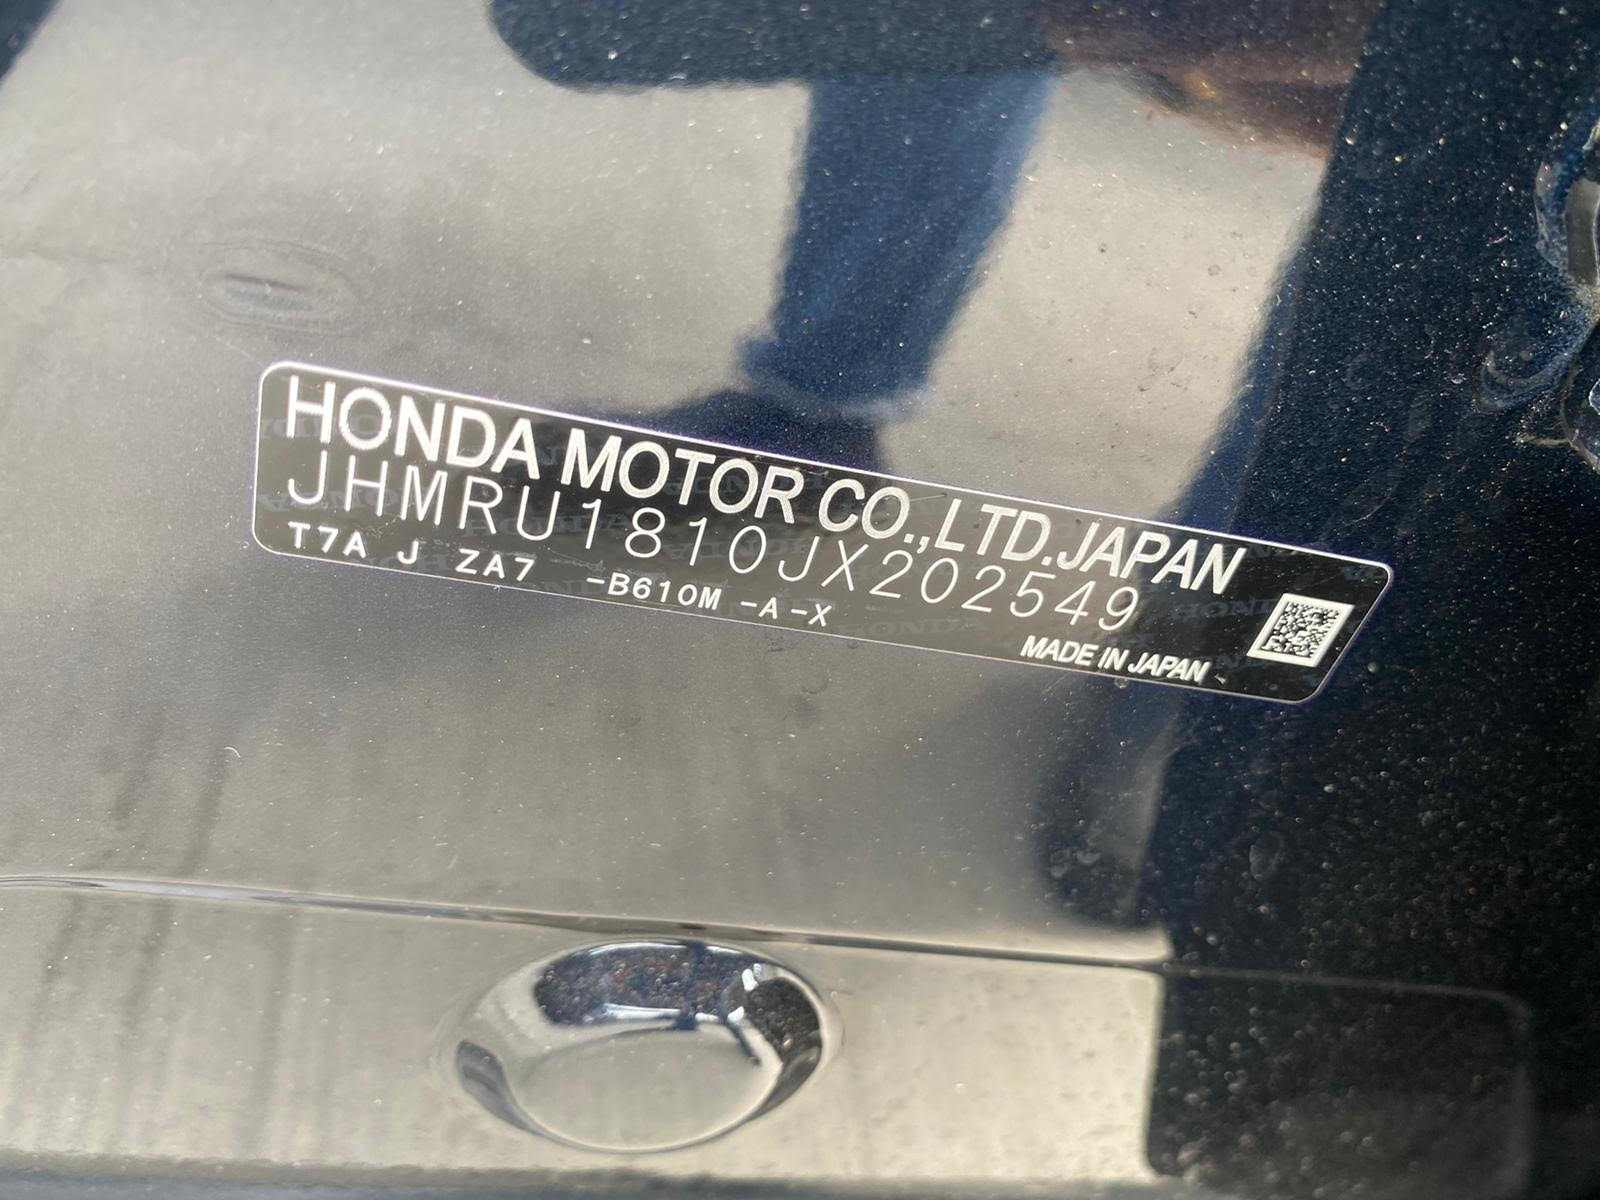 HONDA MOTOR CO.,LTD.JAPAN
JHMRU1810JX202549
T7A J ZA7 -B610M -A-X
MADE IN JAPAN